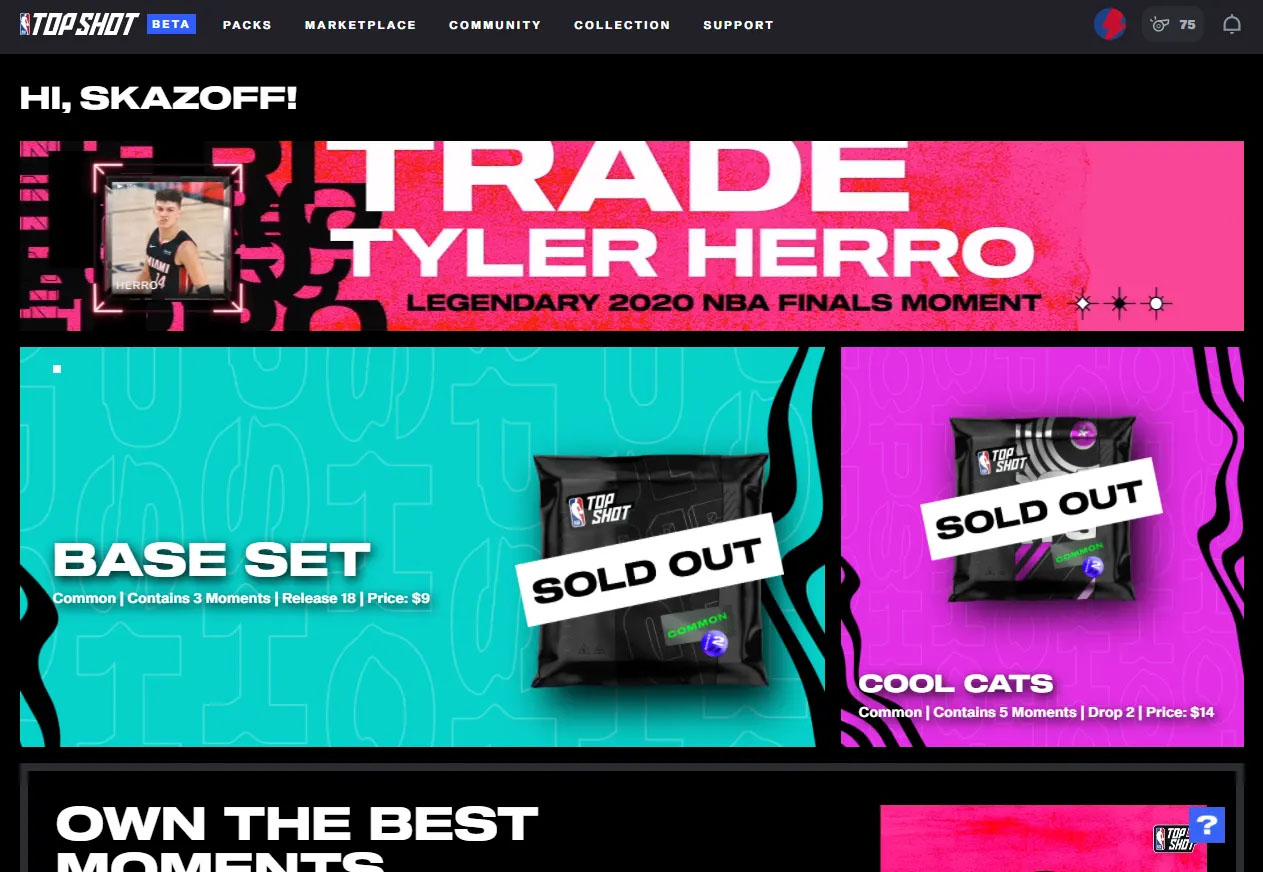 TOP SHOT BETA PACKS MARKETPLACE COMMUNITY COLLECTION SUPPORT 75
HI, SKAZOFF!
TRADE
TYLER HERRO
LEGENDARY 2020 NBA FINALS MOMENT
MIAMI
14
HERRO
TOP
SHOT
SOLD OUT
COMMON
BASE SET
Common | Contains 3 Moments | Release 18 | Price: $9
TOP
SHOT
SOLD OUT
COMMON
COOL CATS
Common | Contains 5 Moments | Drop 2 | Price: $14
OWN THE BEST
MOMENTS
TOP
SHOT
?